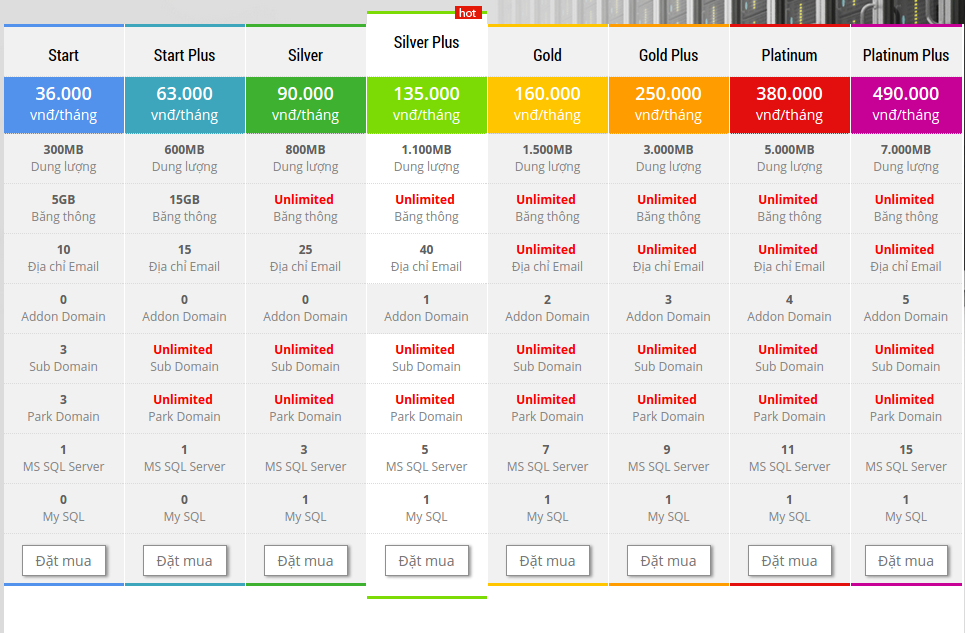 hot
Start Start Plus Silver Silver Plus Gold Gold Plus Platinum Platinum Plus
36.000 63.000 90.000 135.000 160.000 250.000 380.000 490.000
vnđ/tháng vnđ/tháng vnđ/tháng vnđ/tháng vnđ/tháng vnđ/tháng vnđ/tháng vnđ/tháng
300MB 600MB 800MB 1.100MB 1.500MB 3.000MB 5.000MB 7.000MB
Dung lượng Dung lượng Dung lượng Dung lượng Dung lượng Dung lượng Dung lượng Dung lượng
5GB 15GB Unlimited Unlimited Unlimited Unlimited Unlimited Unlimited
Băng thông Băng thông Băng thông Băng thông Băng thông Băng thông Băng thông Băng thông
10 15 25 40 Unlimited Unlimited Unlimited Unlimited
Địa chỉ Email Địa chỉ Email Địa chỉ Email Địa chỉ Email Địa chỉ Email Địa chỉ Email Địa chỉ Email Địa chỉ Email
0 0 0 1 2 3 4 5
Addon Domain Addon Domain Addon Domain Addon Domain Addon Domain Addon Domain Addon Domain Addon Domain
3 Unlimited Unlimited Unlimited Unlimited Unlimited Unlimited Unlimited
Sub Domain Sub Domain Sub Domain Sub Domain Sub Domain Sub Domain Sub Domain Sub Domain
3 Unlimited Unlimited Unlimited Unlimited Unlimited Unlimited Unlimited
Park Domain Park Domain Park Domain Park Domain Park Domain Park Domain Park Domain Park Domain
1 1 3 5 7 9 11 15
MS SQL Server MS SQL Server MS SQL Server MS SQL Server MS SQL Server MS SQL Server MS SQL Server MS SQL Server
0 0 1 1 1 1 1 1
My SQL My SQL My SQL My SQL My SQL My SQL My SQL My SQL
Đặt mua Đặt mua Đặt mua Đặt mua Đặt mua Đặt mua Đặt mua Đặt mua